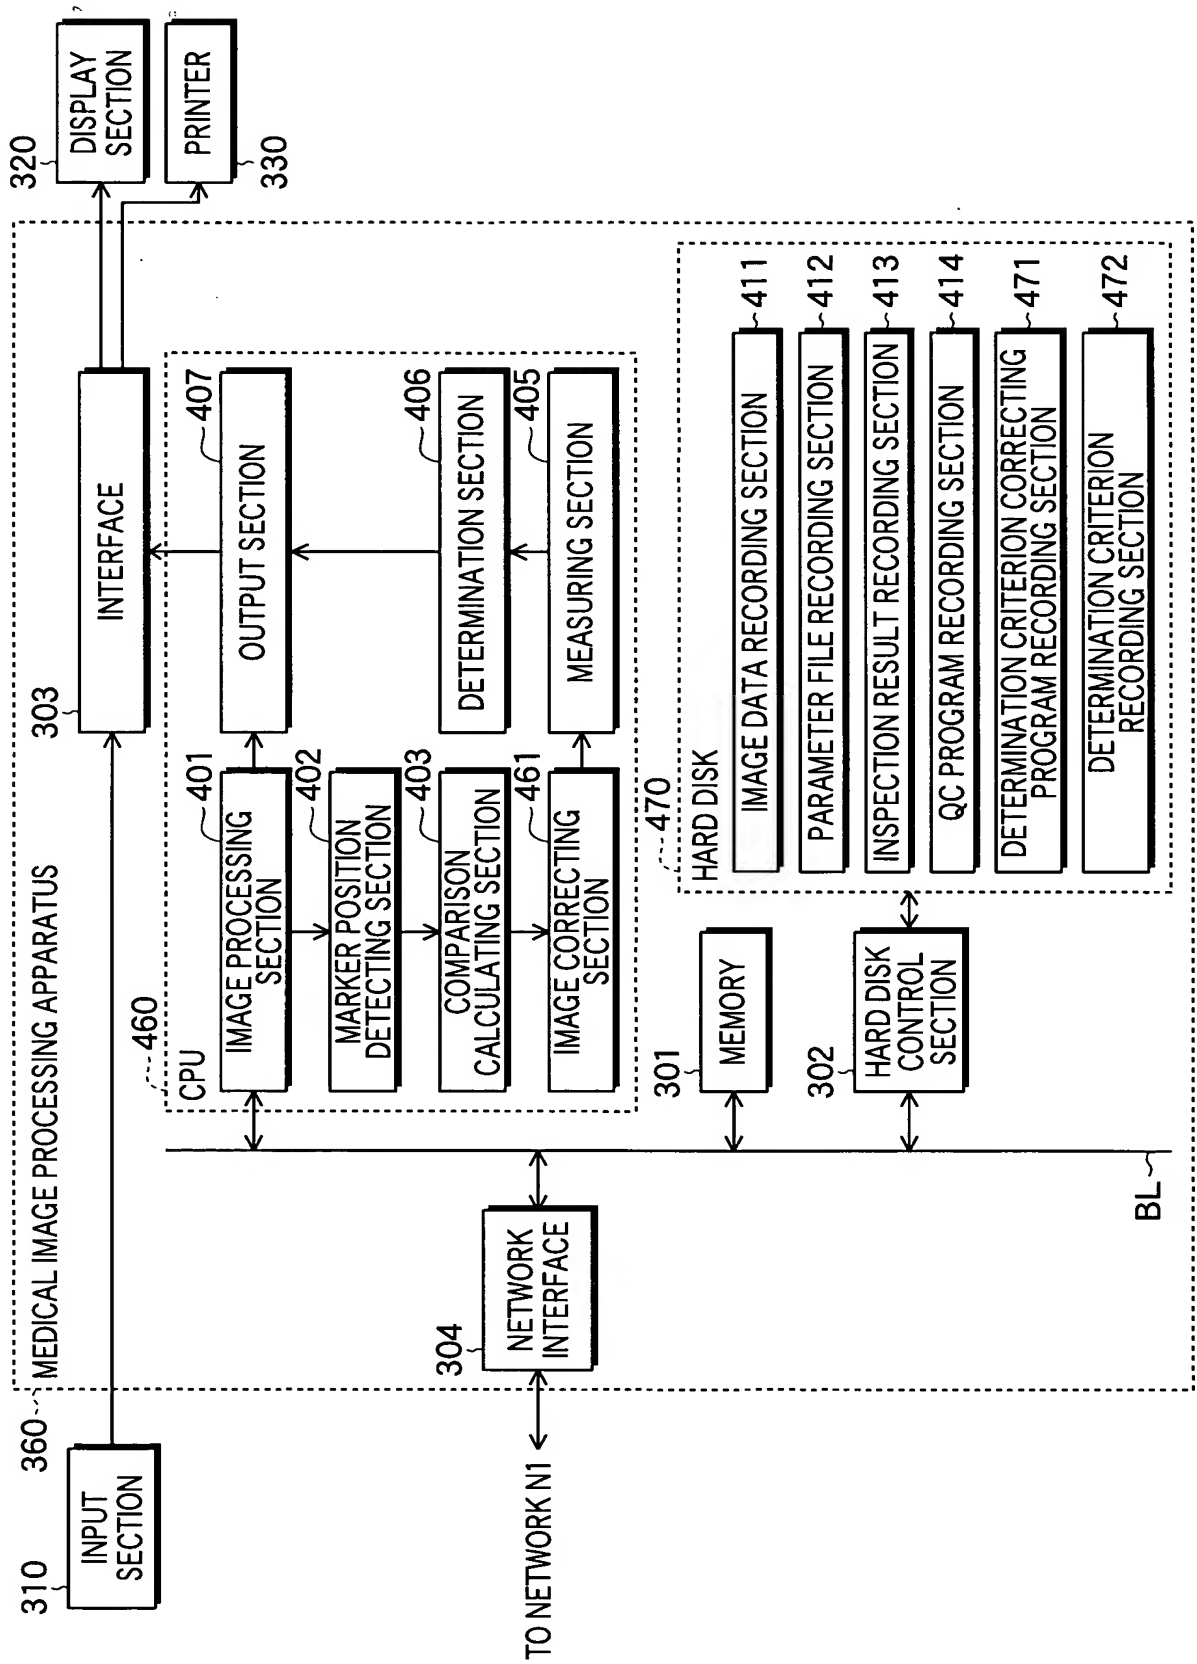 360
MEDICAL IMAGE PROCESSING APPARATUS
310
INPUT
SECTION
303
INTERFACE
320
DISPLAY
SECTION
PRINTER
330
460
CPU
401
IMAGE PROCESSING
SECTION
402
MARKER POSITION
DETECTING SECTION
403
COMPARISON
CALCULATING SECTION
461
IMAGE CORRECTING
SECTION
407
OUTPUT SECTION
406
DETERMINATION SECTION
405
MEASURING SECTION
304
NETWORK
INTERFACE
TO NETWORK N1
301
MEMORY
302
HARD DISK
CONTROL
SECTION
BL
470
HARD DISK
IMAGE DATA RECORDING SECTION
411
PARAMETER FILE RECORDING SECTION
412
INSPECTION RESULT RECORDING SECTION
413
QC PROGRAM RECORDING SECTION
414
DETERMINATION CRITERION CORRECTING
PROGRAM RECORDING SECTION
471
DETERMINATION CRITERION
RECORDING SECTION
472